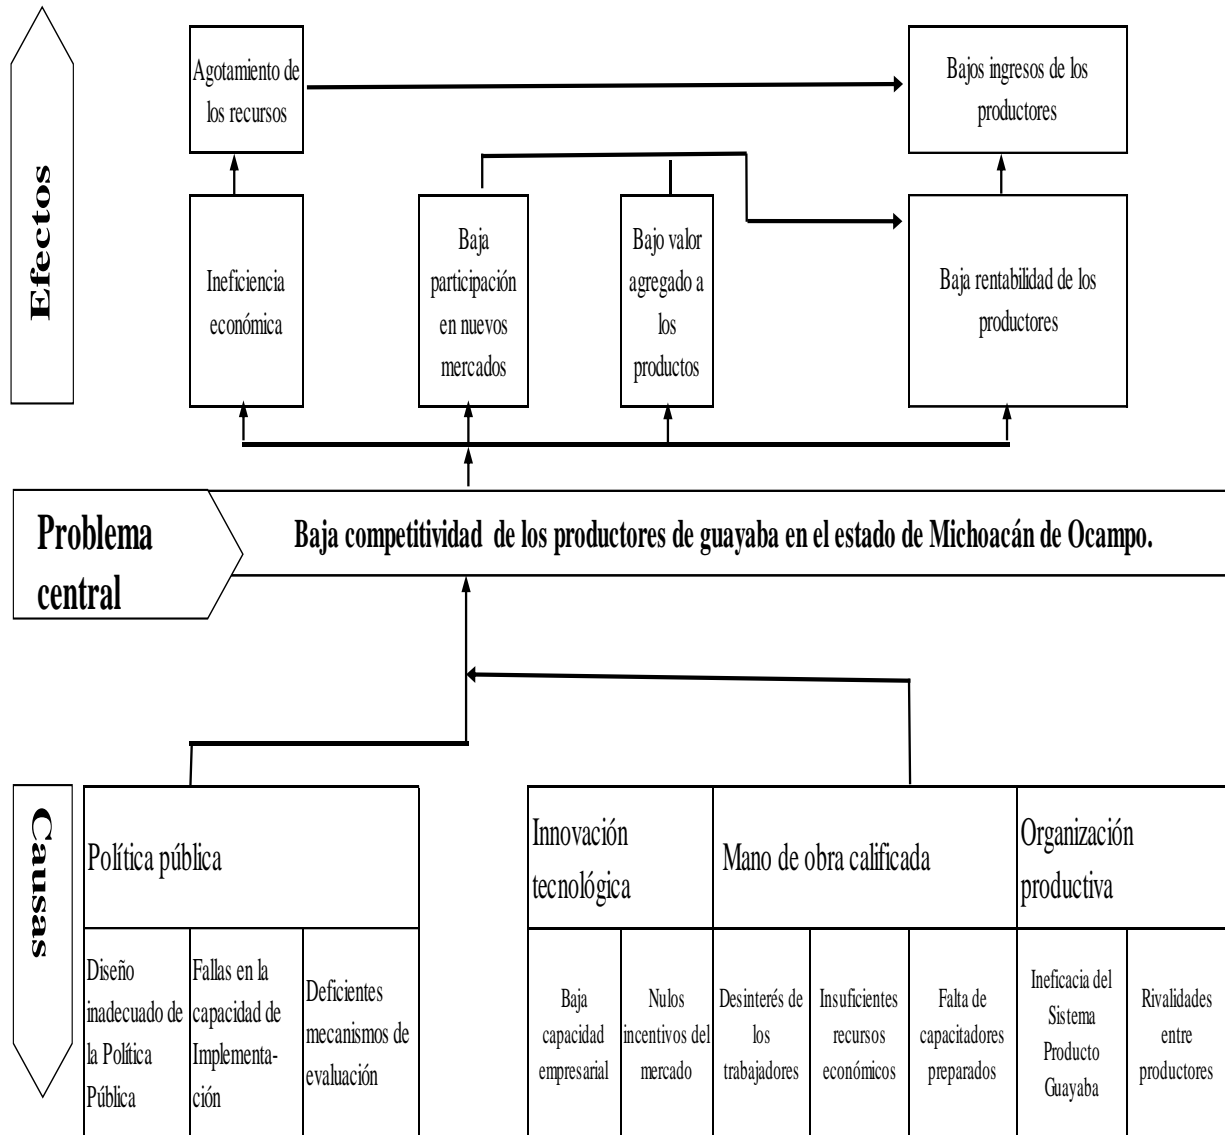 Efectos
Agotamiento de
los recursos
Bajos ingresos de los
productores
Ineficiencia
económica
Baja
participación
en nuevos
mercados
Bajo valor
agregado a
los
productos
Baja rentabilidad de los
productores
Problema
central
Baja competitividad de los productores de guayaba en el estado de Michoacán de Ocampo.
Causas
Política pública
Innovación
tecnológica
Mano de obra calificada
Organización
productiva
Diseño
inadecuado de
la Política
Pública
Fallas en la
capacidad de
Implementa-
ción
Deficientes
mecanismos de
evaluación
Baja
capacidad
empresarial
Nulos
incentivos del
mercado
Desinterés de
los
trabajadores
Insuficientes
recursos
económicos
Falta de
capacitadores
preparados
Ineficacia del
Sistema
Producto
Guayaba
Rivalidades
entre
productores